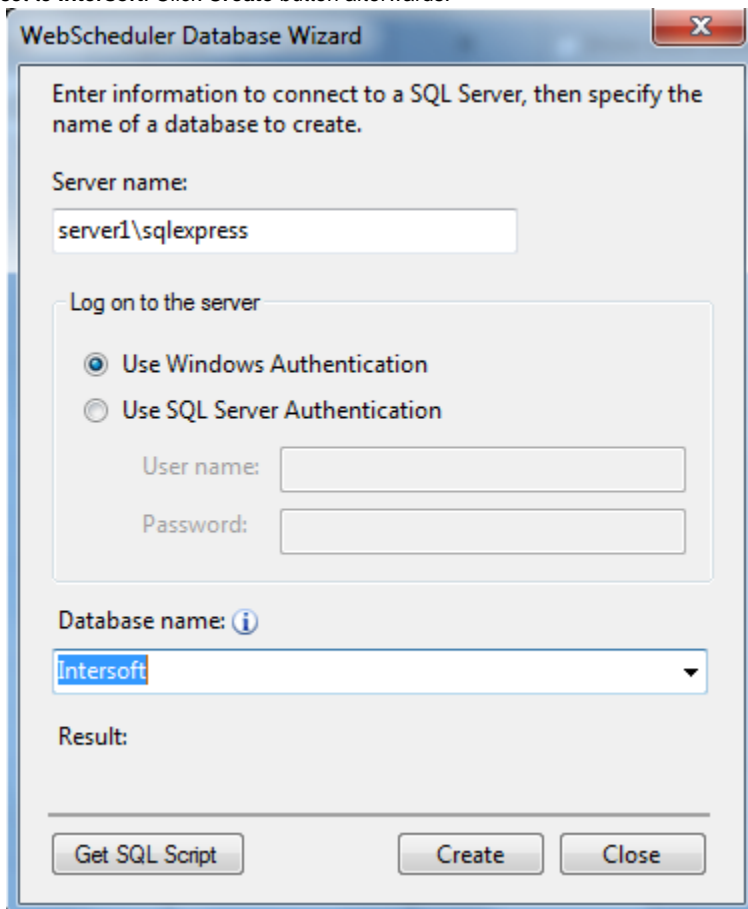 WebScheduler Database Wizard
Enter information to connect to a SQL Server, then specify the
name of a database to create.
Server name:
server1\sqlexpress
Log on to the server
Use Windows Authentication
Use SQL Server Authentication
User name:
Password:
Database name:
Intersoft
Result:
Get SQL Script Create Close